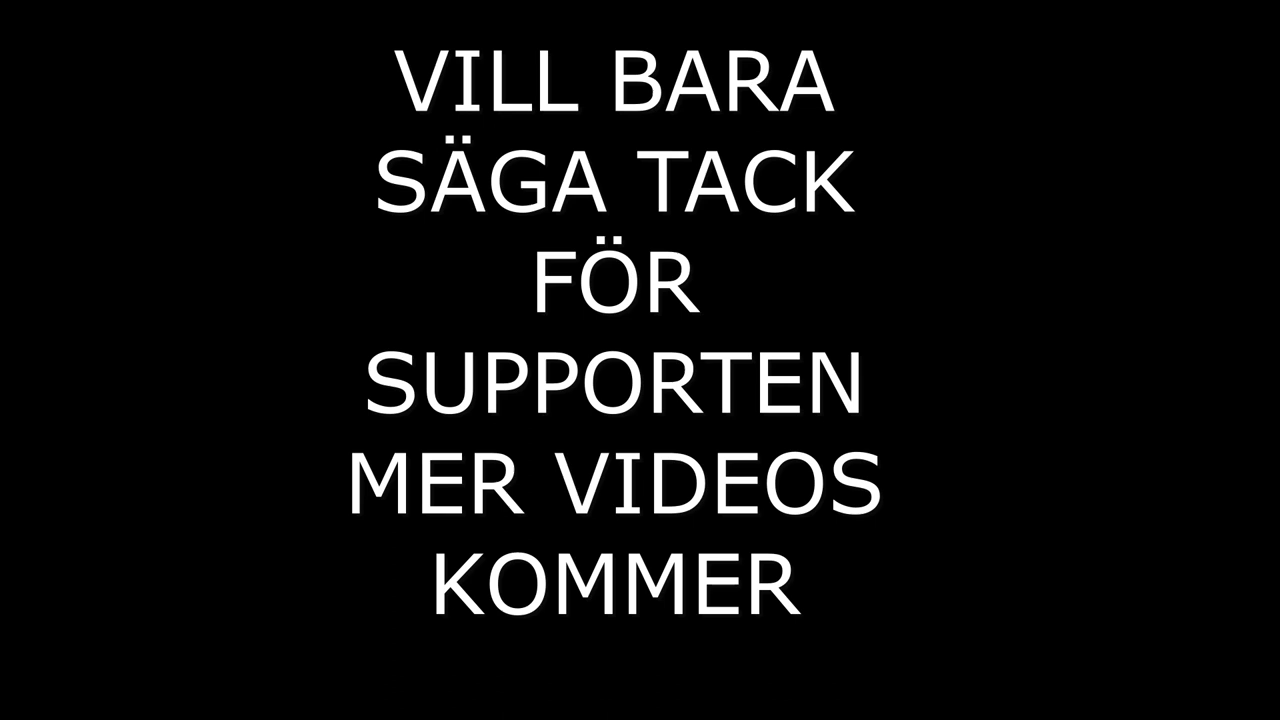 VILL BARA
SÄGA TACK
FÖR
SUPPORTEN
MER VIDEOS
KOMMER